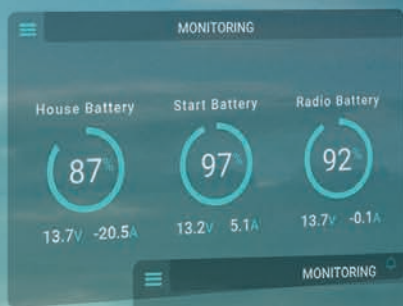 MONITORING
House Battery Start Battery Radio Battery
87% 97% 92%
13.7V -20.5A 13.2V 5.1A 13.7V -0.1A
MONITORING